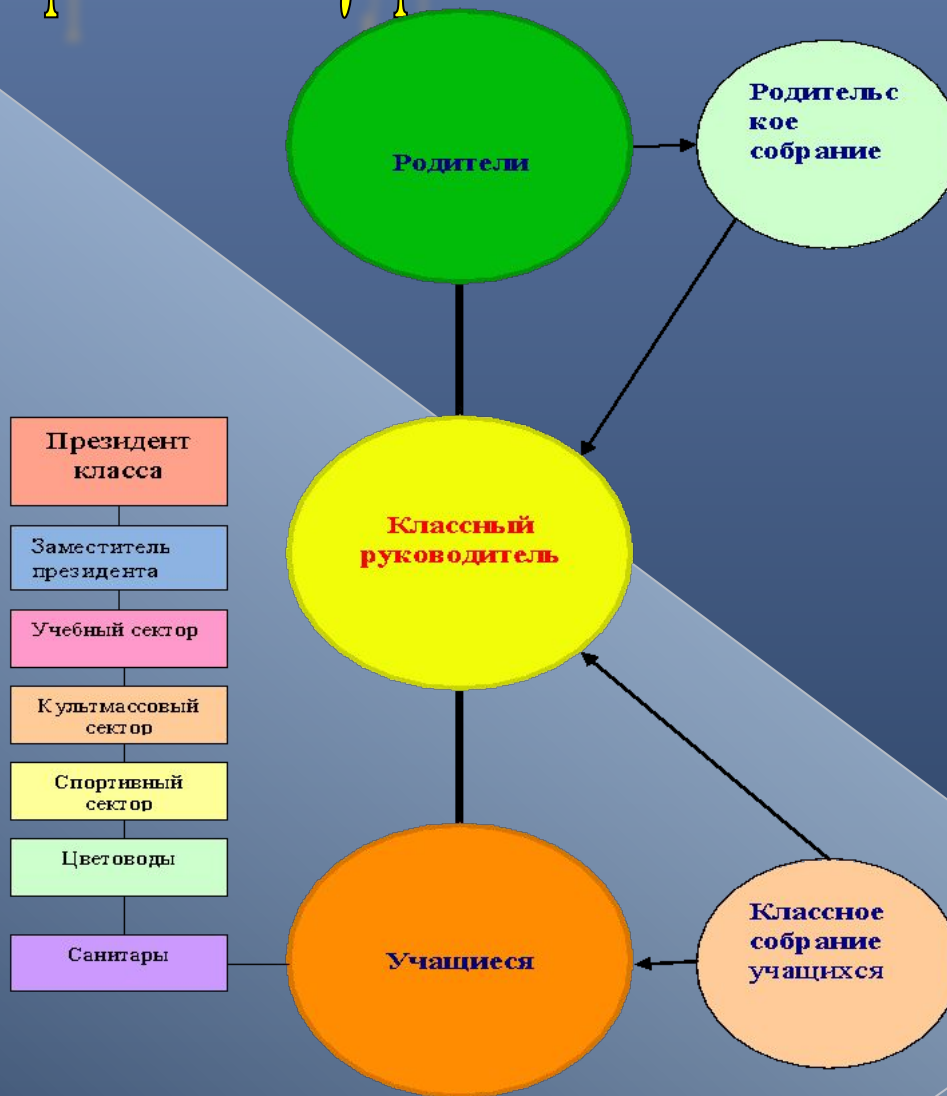 Родители
Родительс
кое
собрание
Президент
класса
Заместитель
президента
Учебный сектор
Культмассовый
сектор
Спортивный
сектор
Цветоводы
Санитары
Классный
руководитель
Учащиеся
Классное
собрание
учащихся